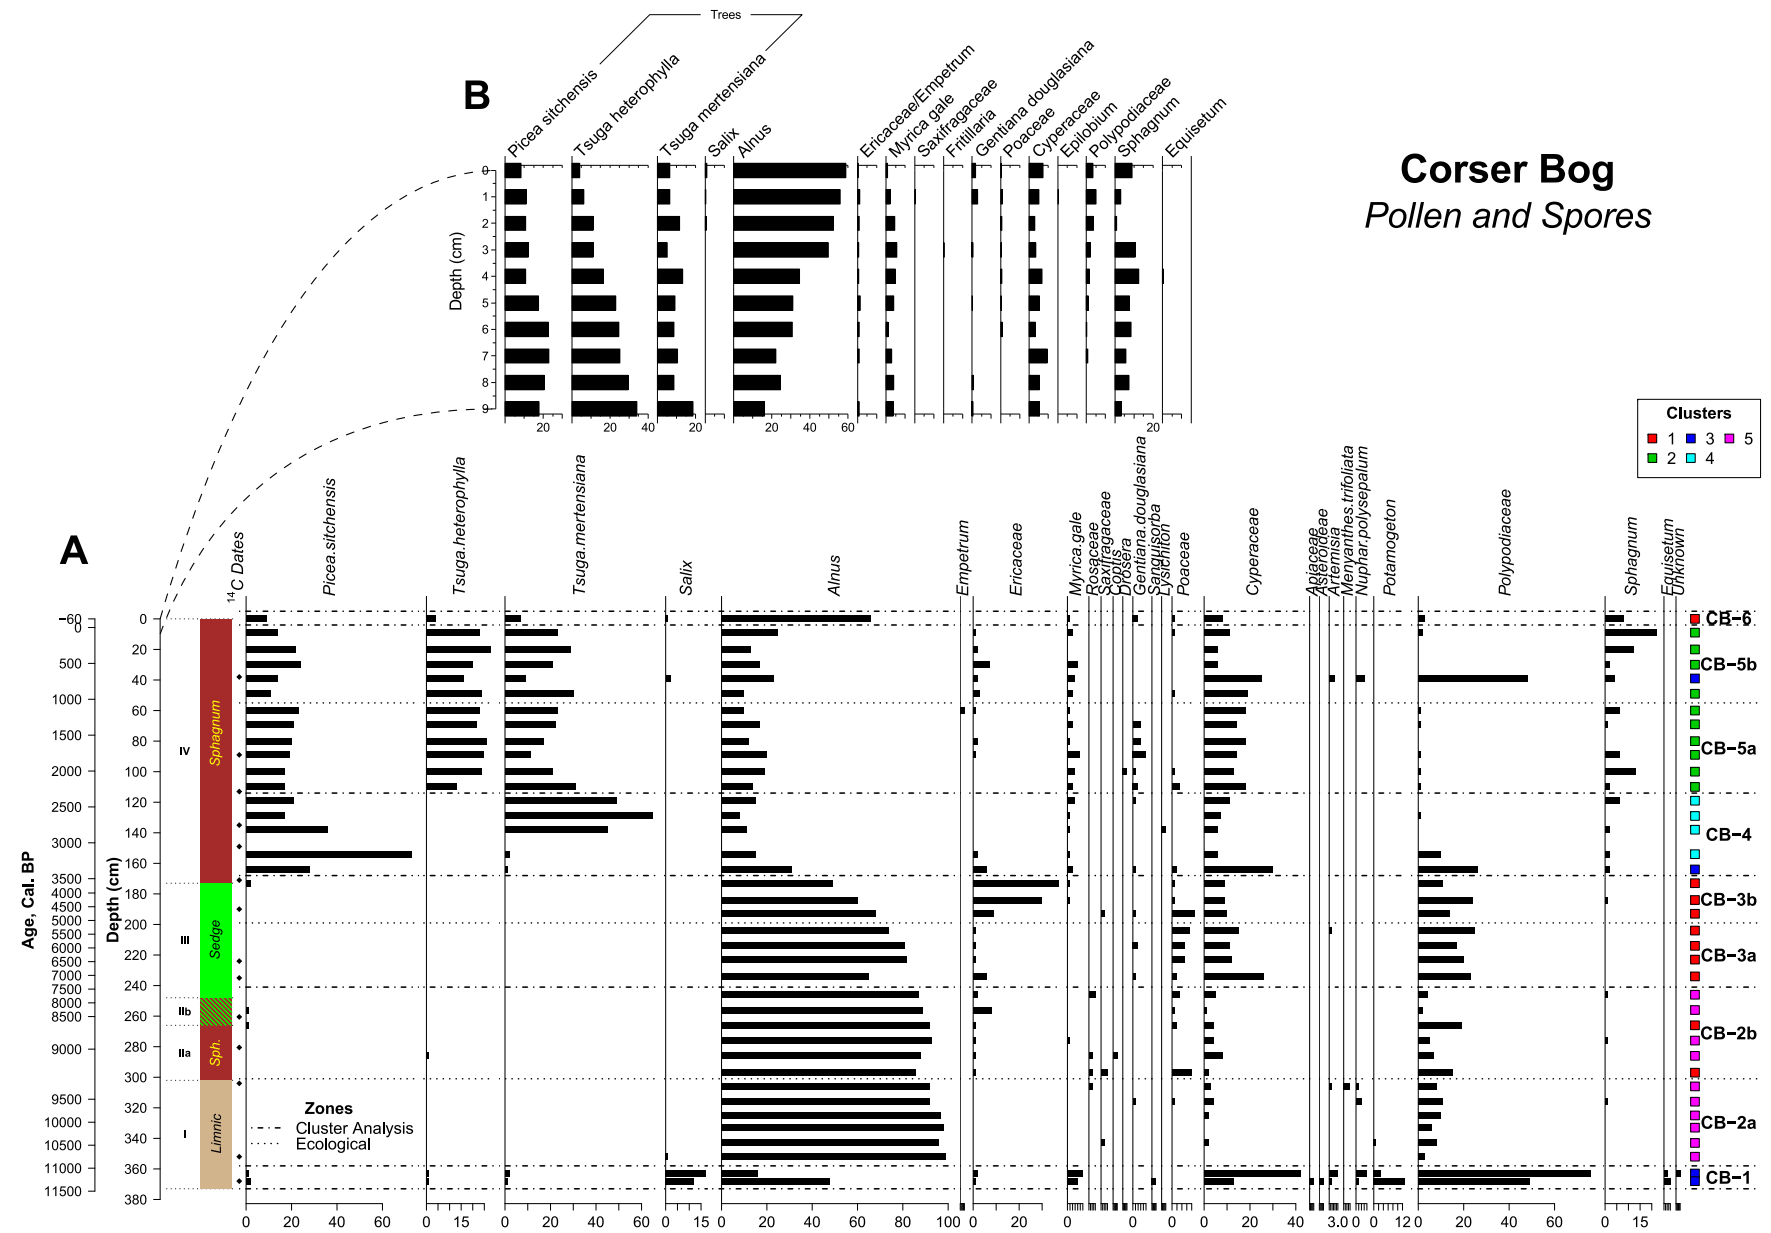 Trees
B
Picea sitchensis
Tsuga heterophylla
Tsuga mertensiana
Salix
Alnus
Ericaceae/Empetrum
Myrica gale
Saxifragaceae
Fritillaria
Gentiana douglasiana
Poaceae
Cyperaceae
Epilobium
Polypodiaceae
Sphagnum
Equisetum
Corser Bog
Pollen and Spores
Depth (cm)
0
1
2
3
4
5
6
7
8
9
20 20 40 20 20 40 60 20
Clusters
1 3 5
2 4
A
14C Dates
Picea.sitchensis
Tsuga.heterophylla
Tsuga.mertensiana
Salix
Alnus
Empetrum
Ericaceae
Myrica.gale
Rosaceae
Saxifragaceae
Coptis
Drosera
Gentiana.douglasiana
Sanguisorba
Lysichiton
Poaceae
Cyperaceae
Apiaceae
Asteroideae
Artemisia
Menyanthes.trifoliata
Nuphar.polysepalum
Potamogeton
Polypodiaceae
Sphagnum
Equisetum
Unknown
Age, Cal. BP
−60
0
500
1000
1500
2000
2500
3000
3500
4000
4500
5000
5500
6000
6500
7000
7500
8000
8500
9000
9500
10000
10500
11000
11500
Depth (cm)
0
20
40
60
80
100
120
140
160
180
200
220
240
260
280
300
320
340
360
380
IV
III
IIb
IIa
I
Sphagnum
Sedge
Sph.
Limnic
Zones
Cluster Analysis
Ecological
CB−6
CB−5b
CB−5a
CB−4
CB−3b
CB−3a
CB−2b
CB−2a
CB−1
0 20 40 60 0 15 0 20 40 60 0 15 0 20 40 60 80 100 0 20 0 0 0 0 20 40 3.0 0 0 12 0 20 40 60 0 15